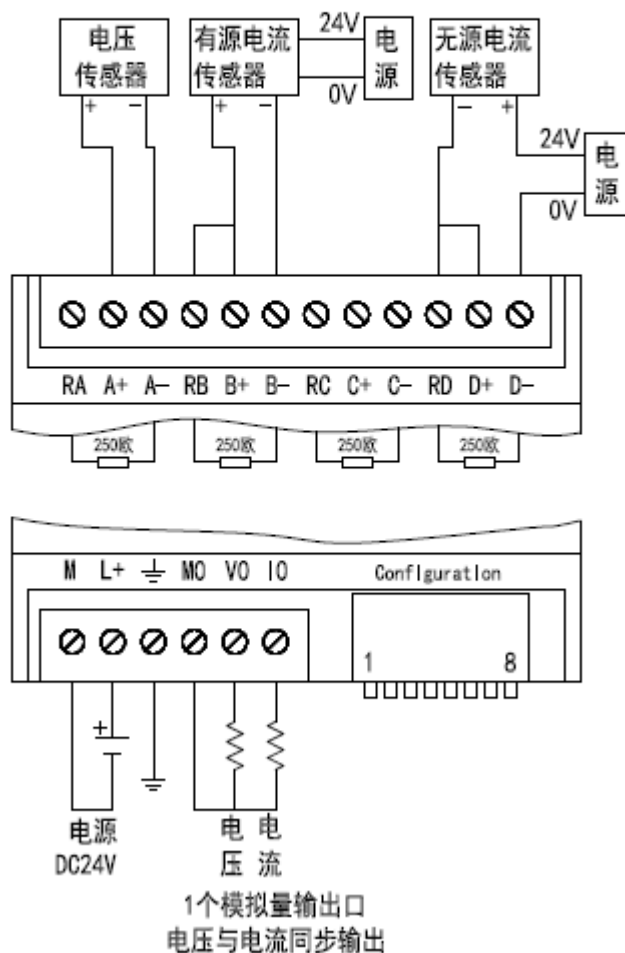 电压
传感器
+ −
有源电流
传感器
+ −
24V
0V
电
源
无源电流
传感器
− +
24V
0V
电
源
RA A+ A− RB B+ B− RC C+ C− RD D+ D−
250欧 250欧 250欧 250欧
M L+ MO VO IO Configuration
1 8
+
电源
DC24V
电
压
电
流
1个模拟量输出口
电压与电流同步输出